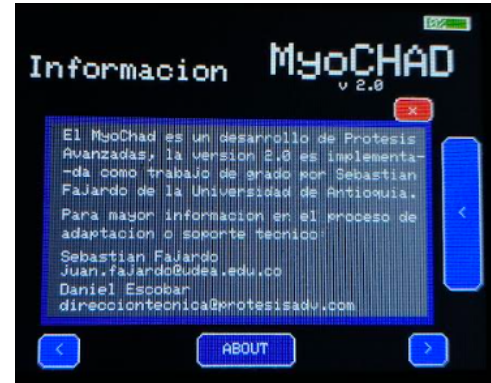 Informacion
MyoCHAD
v 2.0
El MyoChad es un desarrollo de Protesis
Avanzadas, la version 2.0 es implementa-
-da como trabajo de grado por Sebastian
Fajardo de la Universidad de Antioquia.
Para mayor informacion en el proceso de
adaptacion o soporte tecnico:
Sebastian Fajardo
juan.fajardo@udea.edu.co
Daniel Escobar
direcciontecnica@protesisadv.com
ABOUT